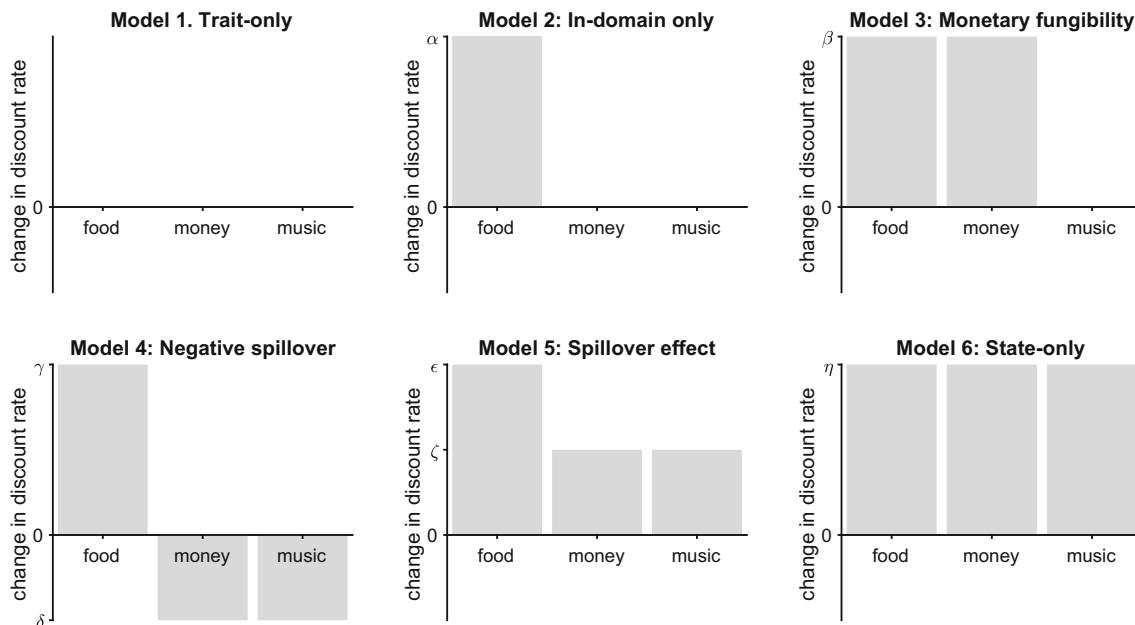 Model 1. Trait-only
change in discount rate
0
food money music
Model 2: In-domain only
change in discount rate
α
0
food money music
Model 3: Monetary fungibility
change in discount rate
β
0
food money music
Model 4: Negative spillover
change in discount rate
γ
0
food money music
δ
Model 5: Spillover effect
change in discount rate
ϵ
ζ
0
food money music
Model 6: State-only
change in discount rate
η
0
food money music